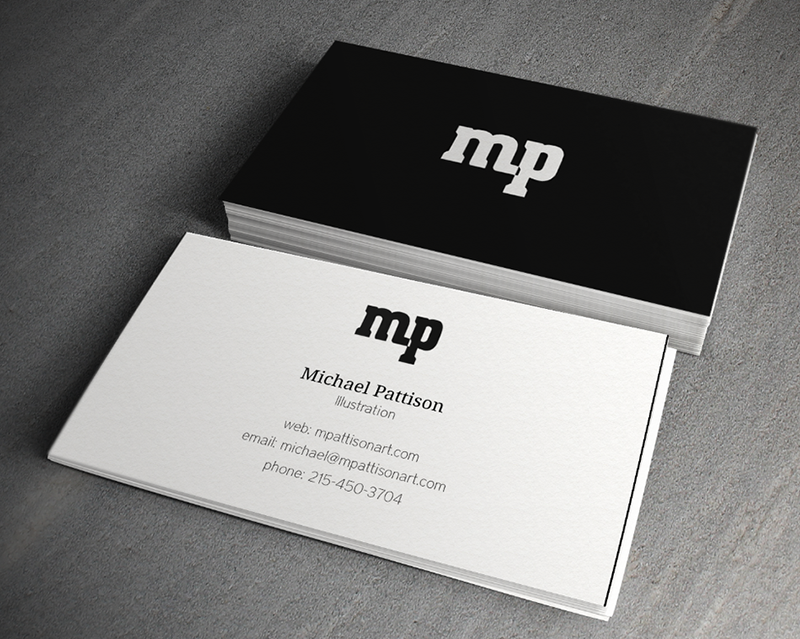 mp
mp
Michael Pattison
Illustration
web: mpattisonart.com
email: michael@mpattisonart.com
phone: 215-450-3704